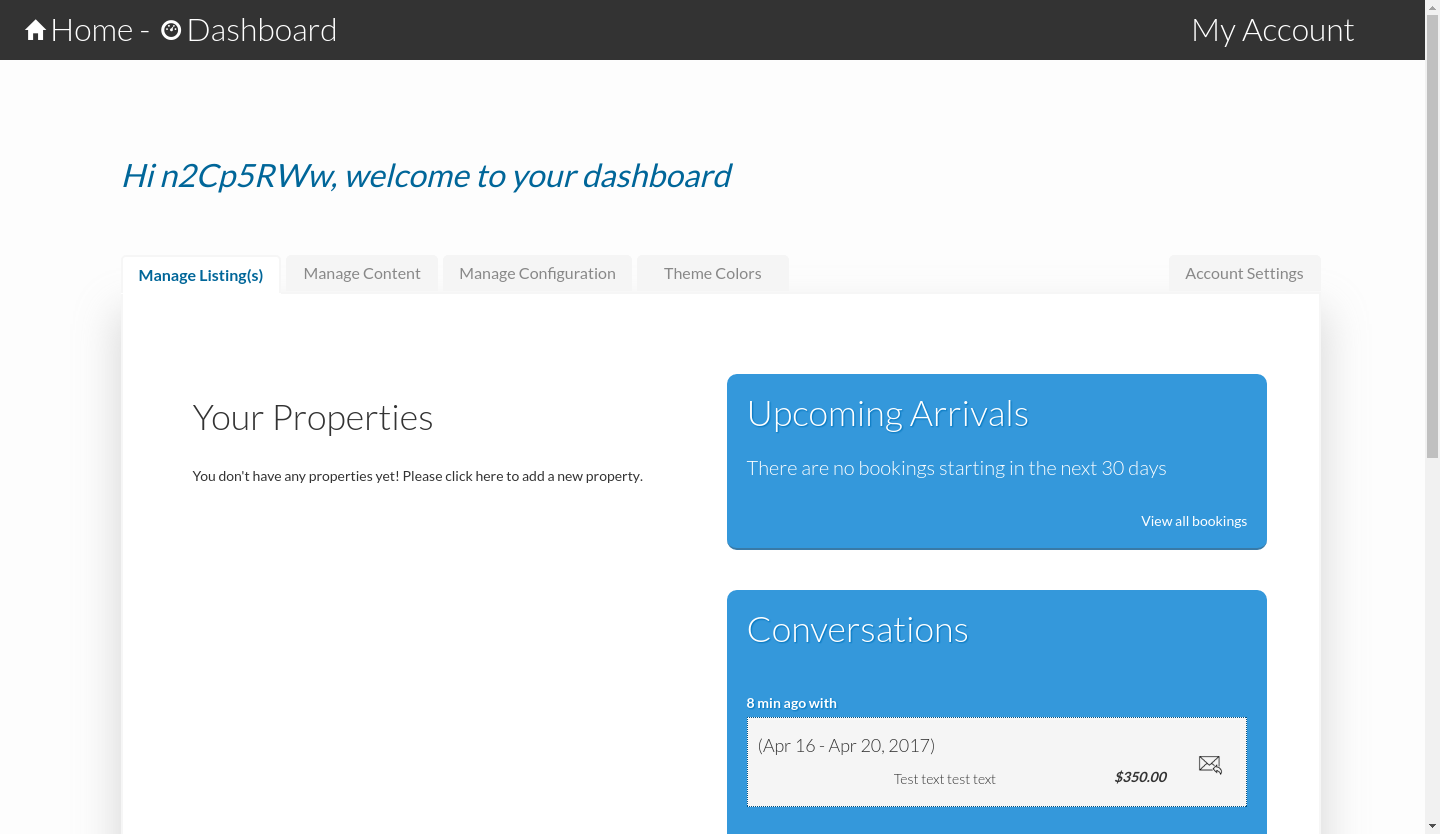 Home - Dashboard My Account
Hi n2Cp5RWw, welcome to your dashboard
Manage Listing(s) Manage Content Manage Configuration Theme Colors Account Settings
Your Properties
You don't have any properties yet! Please click here to add a new property.
Upcoming Arrivals
There are no bookings starting in the next 30 days
View all bookings
Conversations
8 min ago with
(Apr 16 - Apr 20, 2017)
Test text test text $350.00